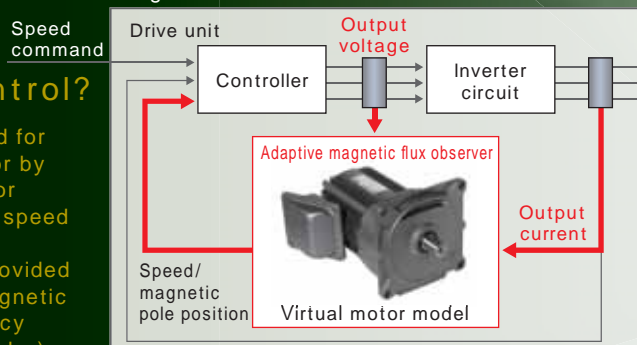 Speed
command
Drive unit
Output
voltage
Controller
Inverter
circuit
Adaptive magnetic flux observer
Output
current
Speed/
magnetic
pole position
Virtual motor model
ntrol?
d for
or by
or
speed
ovided
gnetic
cy